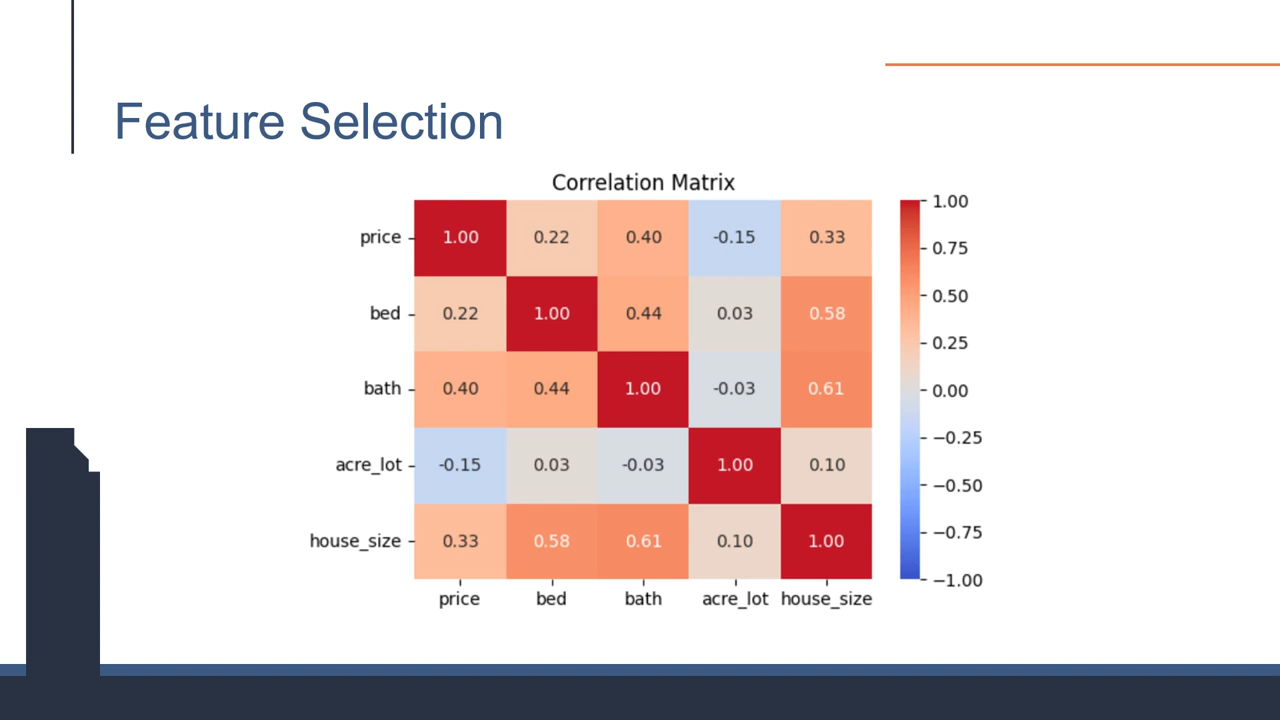 Feature Selection
Correlation Matrix
price 1.00 0.22 0.40 -0.15 0.33
bed 0.22 1.00 0.44 0.03 0.58
bath 0.40 0.44 1.00 -0.03 0.61
acre_lot -0.15 0.03 -0.03 1.00 0.10
house_size 0.33 0.58 0.61 0.10 1.00
price bed bath acre_lot house_size
1.00
0.75
0.50
0.25
0.00
−0.25
−0.50
−0.75
−1.00